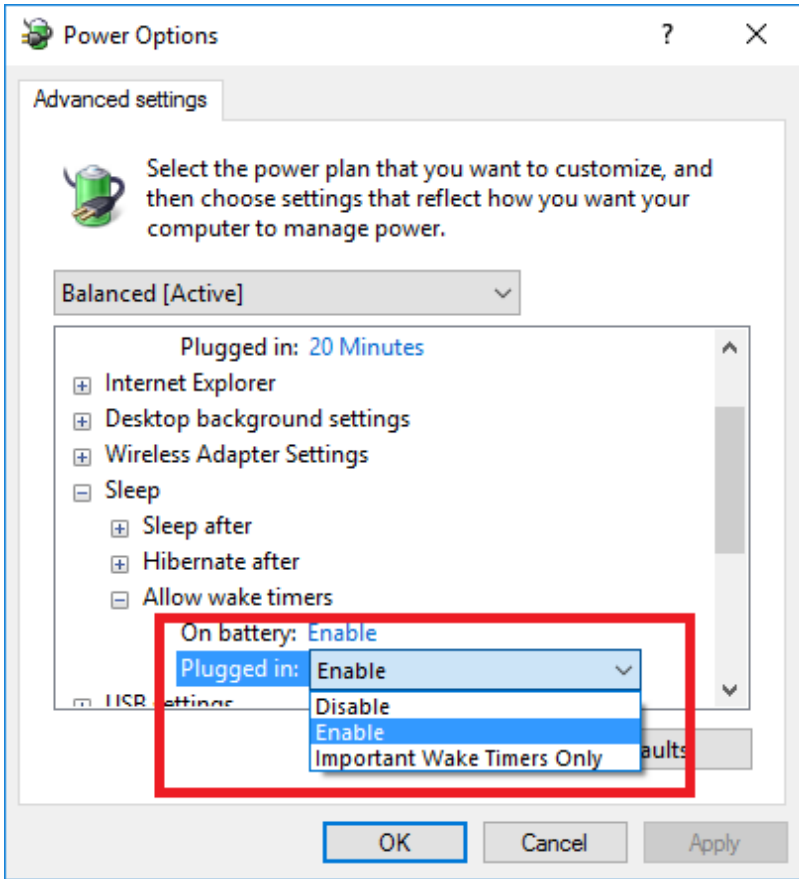 Power Options
Advanced settings
Select the power plan that you want to customize, and
then choose settings that reflect how you want your
computer to manage power.
Balanced [Active]
Plugged in: 20 Minutes
Internet Explorer
Desktop background settings
Wireless Adapter Settings
Sleep
Sleep after
Hibernate after
Allow wake timers
On battery: Enable
Plugged in: Enable
USB settings
Disable
Enable
Important Wake Timers Only
aults
OK Cancel Apply